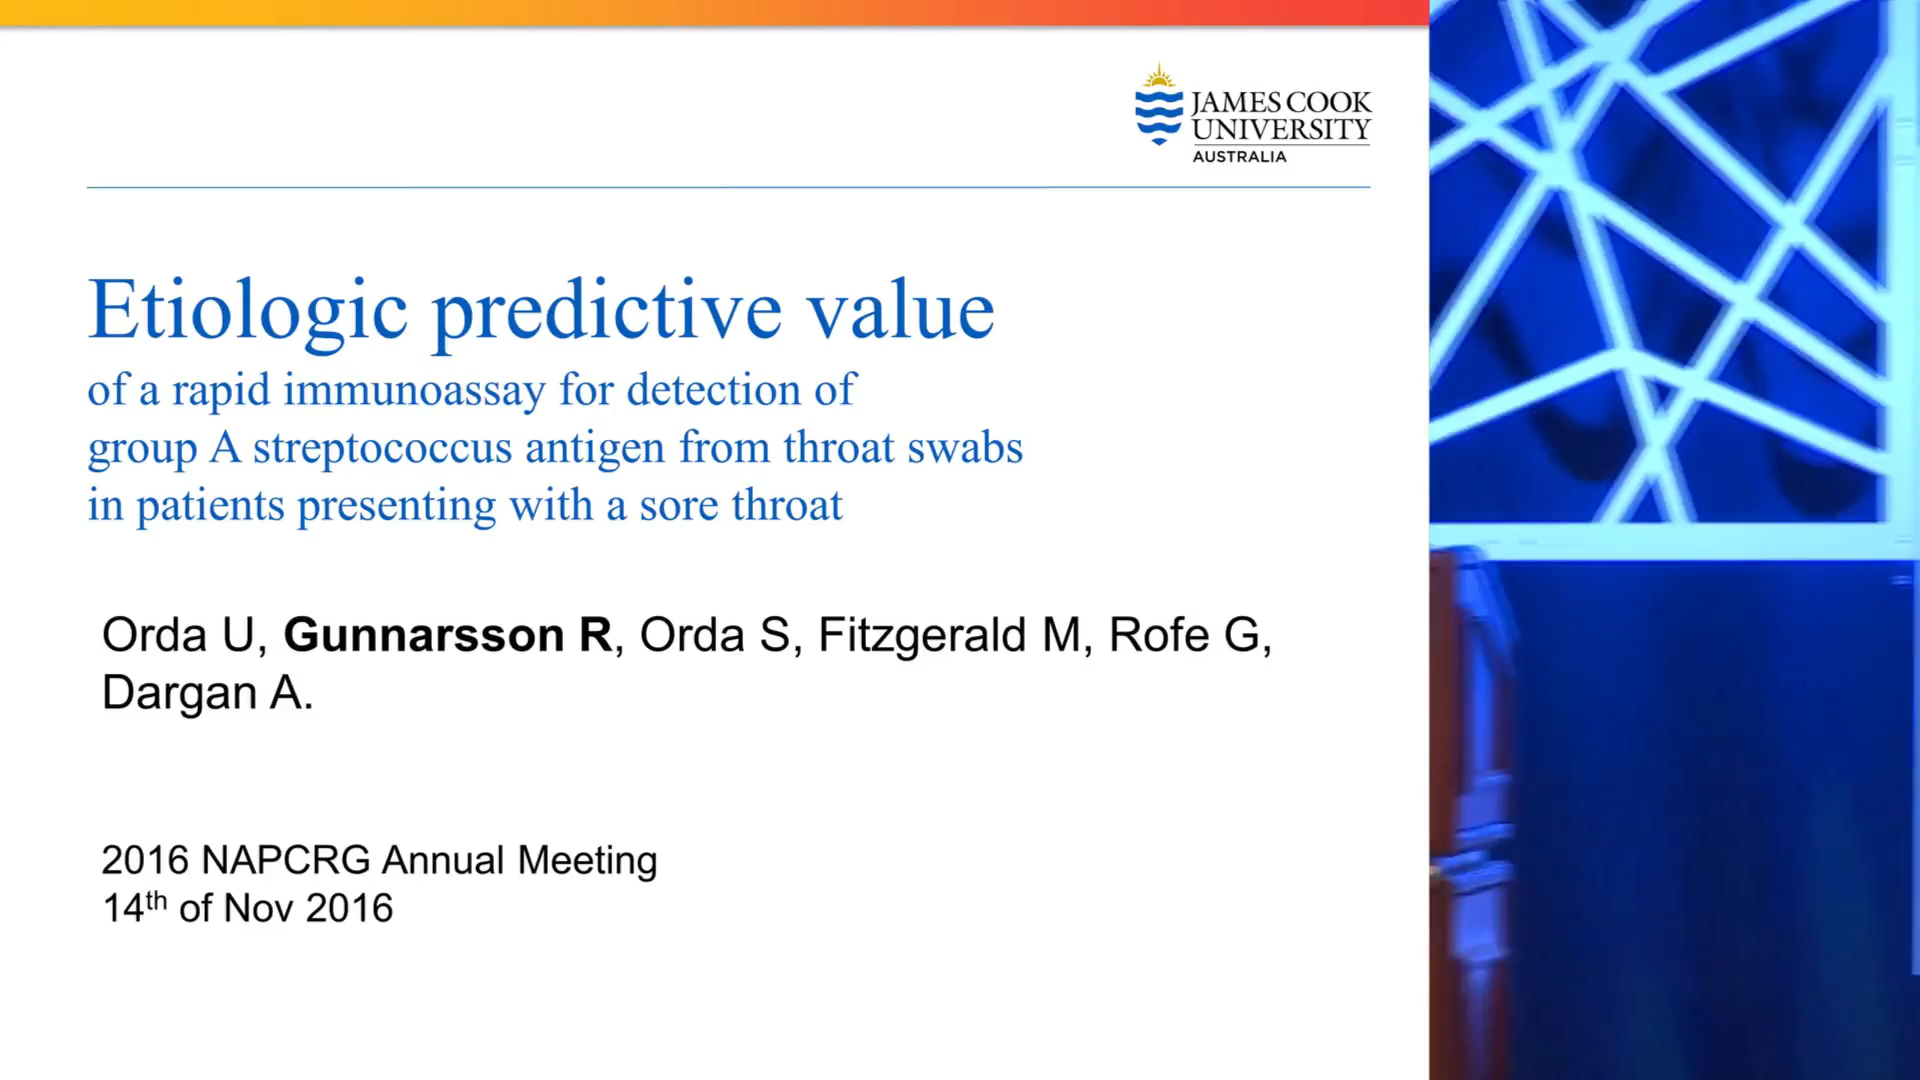 JAMES COOK
UNIVERSITY
AUSTRALIA
Etiologic predictive value
of a rapid immunoassay for detection of
group A streptococcus antigen from throat swabs
in patients presenting with a sore throat
Orda U, Gunnarsson R, Orda S, Fitzgerald M, Rofe G,
Dargan A.
2016 NAPCRG Annual Meeting
14th of Nov 2016